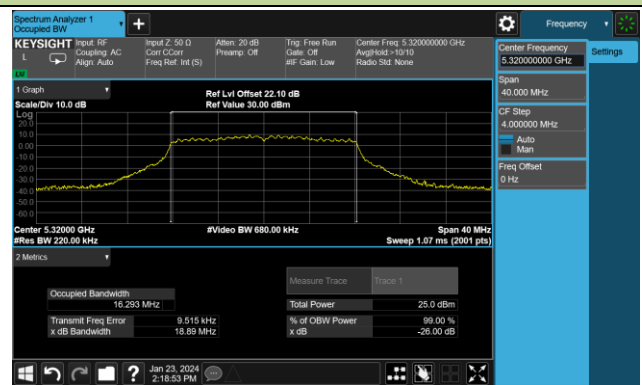 Spectrum Analyzer 1
Occupied BW
+
Frequency
KEYSIGHT
L
Input: RF
Coupling: AC
Align: Auto
Input Z: 50 Ω
Corr CCorr
Freq Ref: Int (S)
Atten: 20 dB
Preamp: Off
Trig: Free Run
Gate: Off
#IF Gain: Low
Center Freq: 5.320000000 GHz
Avg|Hold:>10/10
Radio Std: None
Center Frequency
5.320000000 GHz
Settings
Span
40.000 MHz
CF Step
4.000000 MHz
Auto
Man
Freq Offset
0 Hz
1 Graph
Scale/Div 10.0 dB
Ref Lvl Offset 22.10 dB
Ref Value 30.00 dBm
Log
20.0
10.0
0.00
-10.0
-20.0
-30.0
-40.0
-50.0
-60.0
Center 5.32000 GHz
#Res BW 220.00 kHz
#Video BW 680.00 kHz
Span 40 MHz
Sweep 1.07 ms (2001 pts)
2 Metrics
Measure Trace
Trace 1
Occupied Bandwidth
16.293 MHz
Total Power 25.0 dBm
Transmit Freq Error 9.515 kHz
% of OBW Power 99.00 %
x dB Bandwidth 18.89 MHz
x dB -26.00 dB
?
Jan 23, 2024
2:18:53 PM